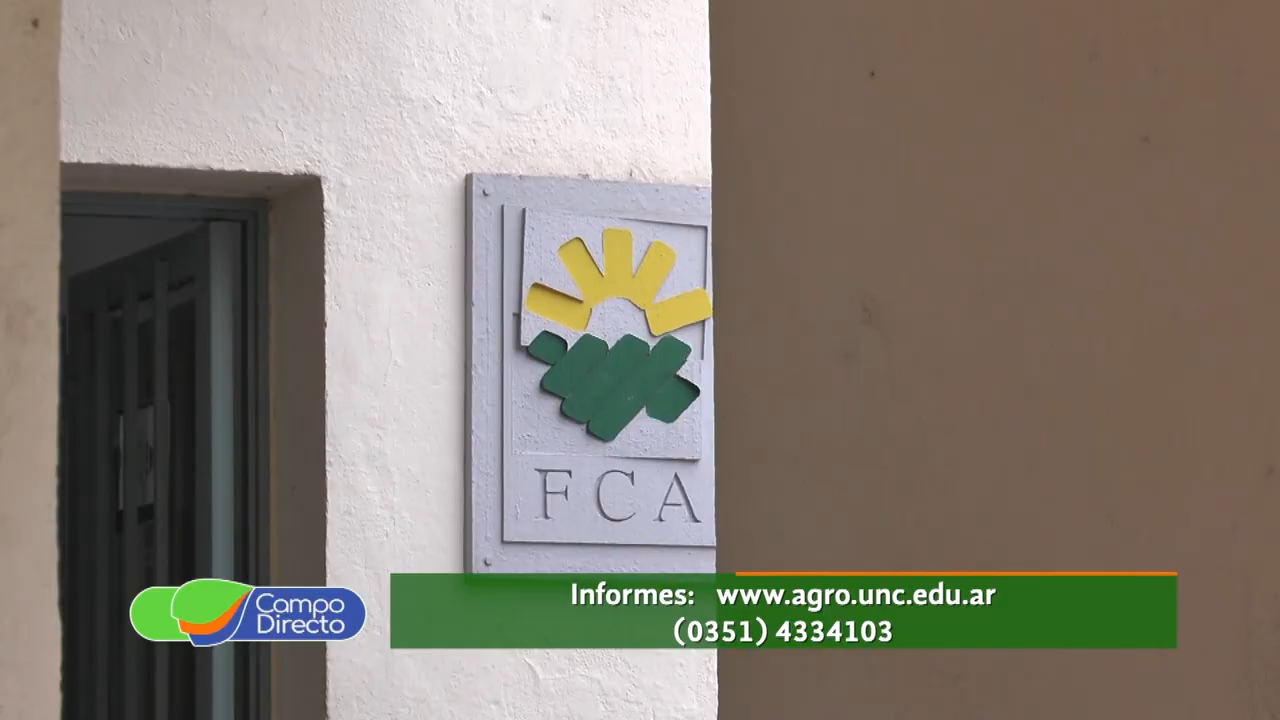 FCA
Campo
Directo
Informes: www.agro.unc.edu.ar
(0351) 4334103